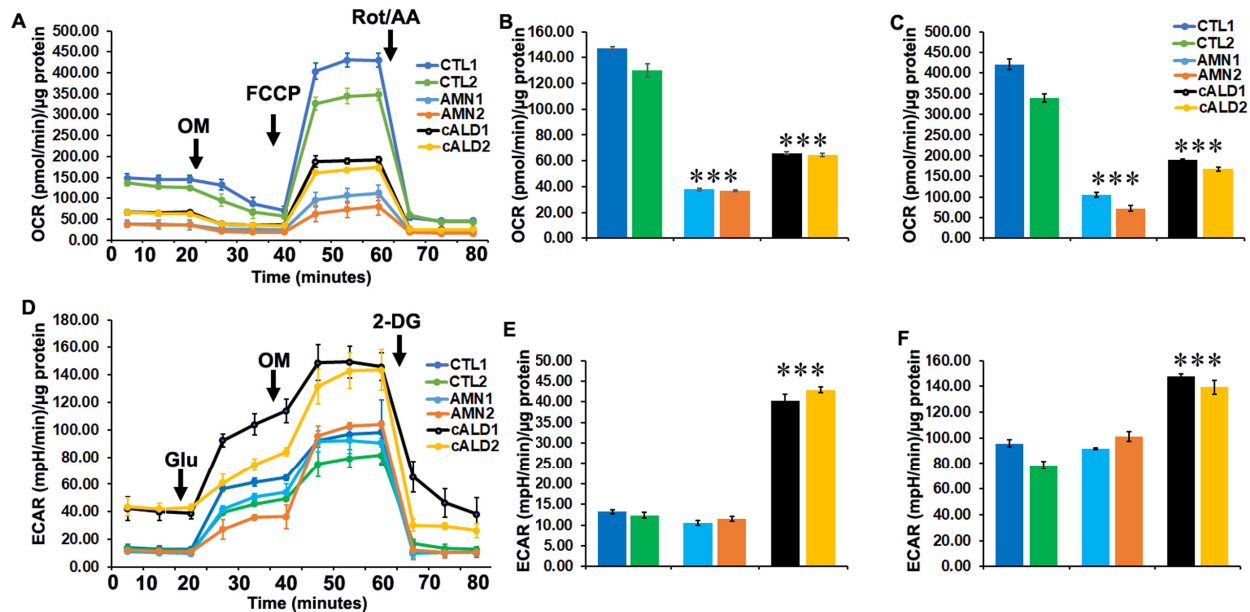 A
500.00
450.00
400.00
350.00
300.00
250.00
200.00
150.00
100.00
50.00
0.00
OCR (pmol/min)/µg protein
OM
FCCP
Rot/AA
CTL1
CTL2
AMN1
AMN2
cALD1
cALD2
0 10 20 30 40 50 60 70 80
Time (minutes)
B
160.00
140.00
120.00
100.00
80.00
60.00
40.00
20.00
0.00
OCR (pmol/min)/µg protein
***
***
C
500.00
450.00
400.00
350.00
300.00
250.00
200.00
150.00
100.00
50.00
0.00
OCR (pmol/min)/µg protein
***
***
CTL1
CTL2
AMN1
AMN2
cALD1
cALD2
D
180.00
160.00
140.00
120.00
100.00
80.00
60.00
40.00
20.00
0.00
ECAR (mpH/min)/µg protein
Glu
OM
2-DG
CTL1
CTL2
AMN1
AMN2
cALD1
cALD2
0 10 20 30 40 50 60 70 80
Time (minutes)
E
50.00
45.00
40.00
35.00
30.00
25.00
20.00
15.00
10.00
5.00
0.00
ECAR (mpH/min)/µg protein
***
F
160.00
140.00
120.00
100.00
80.00
60.00
40.00
20.00
0.00
ECAR (mpH/min)/µg protein
***